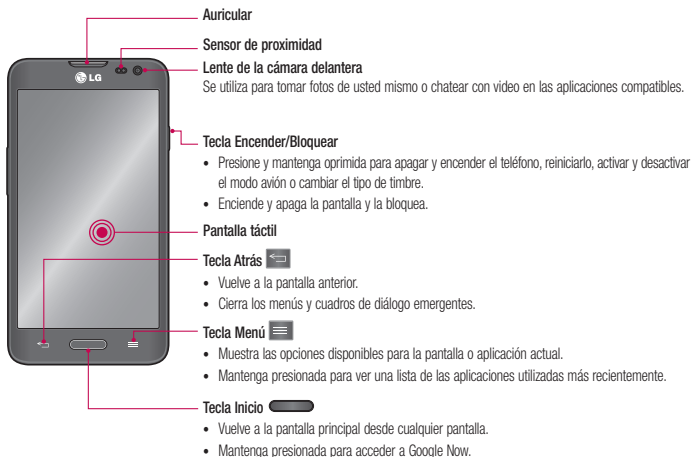 Auricular
Sensor de proximidad
Lente de la cámara delantera
Se utiliza para tomar fotos de usted mismo o chatear con video en las aplicaciones compatibles.
LG
Tecla Encender/Bloquear
• Presione y mantenga oprimida para apagar y encender el teléfono, reiniciarlo, activar y desactivar
el modo avión o cambiar el tipo de timbre.
• Enciende y apaga la pantalla y la bloquea.
Pantalla táctil
Tecla Atrás
• Vuelve a la pantalla anterior.
• Cierra los menús y cuadros de diálogo emergentes.
Tecla Menú
• Muestra las opciones disponibles para la pantalla o aplicación actual.
• Mantenga presionada para ver una lista de las aplicaciones utilizadas más recientemente.
Tecla Inicio
• Vuelve a la pantalla principal desde cualquier pantalla.
• Mantenga presionada para acceder a Google Now.